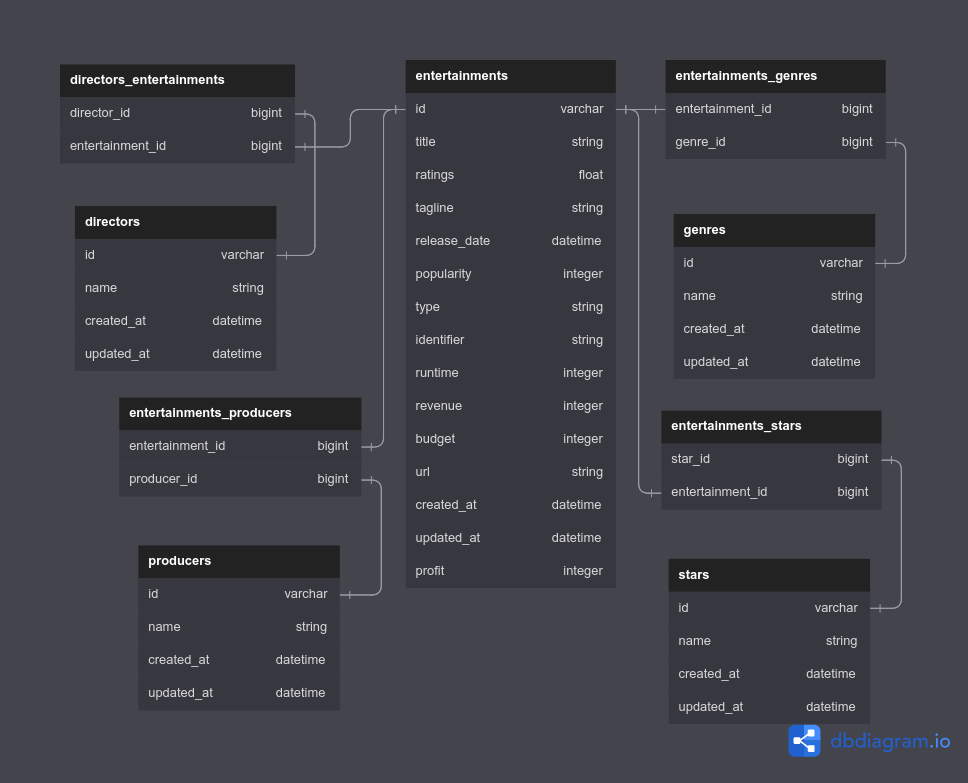 directors_entertainments
director_id bigint
entertainment_id bigint
directors
id varchar
name string
created_at datetime
updated_at datetime
entertainments_producers
entertainment_id bigint
producer_id bigint
producers
id varchar
name string
created_at datetime
updated_at datetime
entertainments
id varchar
title string
ratings float
tagline string
release_date datetime
popularity integer
type string
identifier string
runtime integer
revenue integer
budget integer
url string
created_at datetime
updated_at datetime
profit integer
entertainments_genres
entertainment_id bigint
genre_id bigint
genres
id varchar
name string
created_at datetime
updated_at datetime
entertainments_stars
star_id bigint
entertainment_id bigint
stars
id varchar
name string
created_at datetime
updated_at datetime
dbdiagram.io